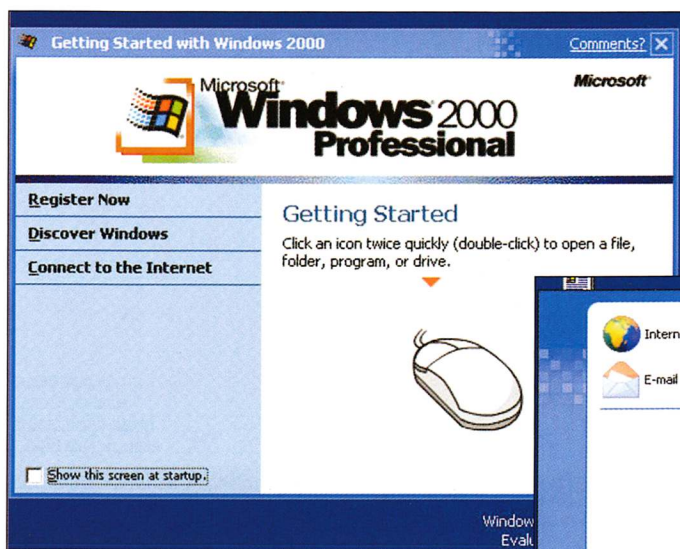 Getting Started with Windows 2000
Comments?
Microsoft
Windows 2000
Professional
Microsoft
Register Now
Discover Windows
Connect to the Internet
Getting Started
Click an icon twice quickly (double-click) to open a file,
folder, program, or drive.
Show this screen at startup.
E-mail